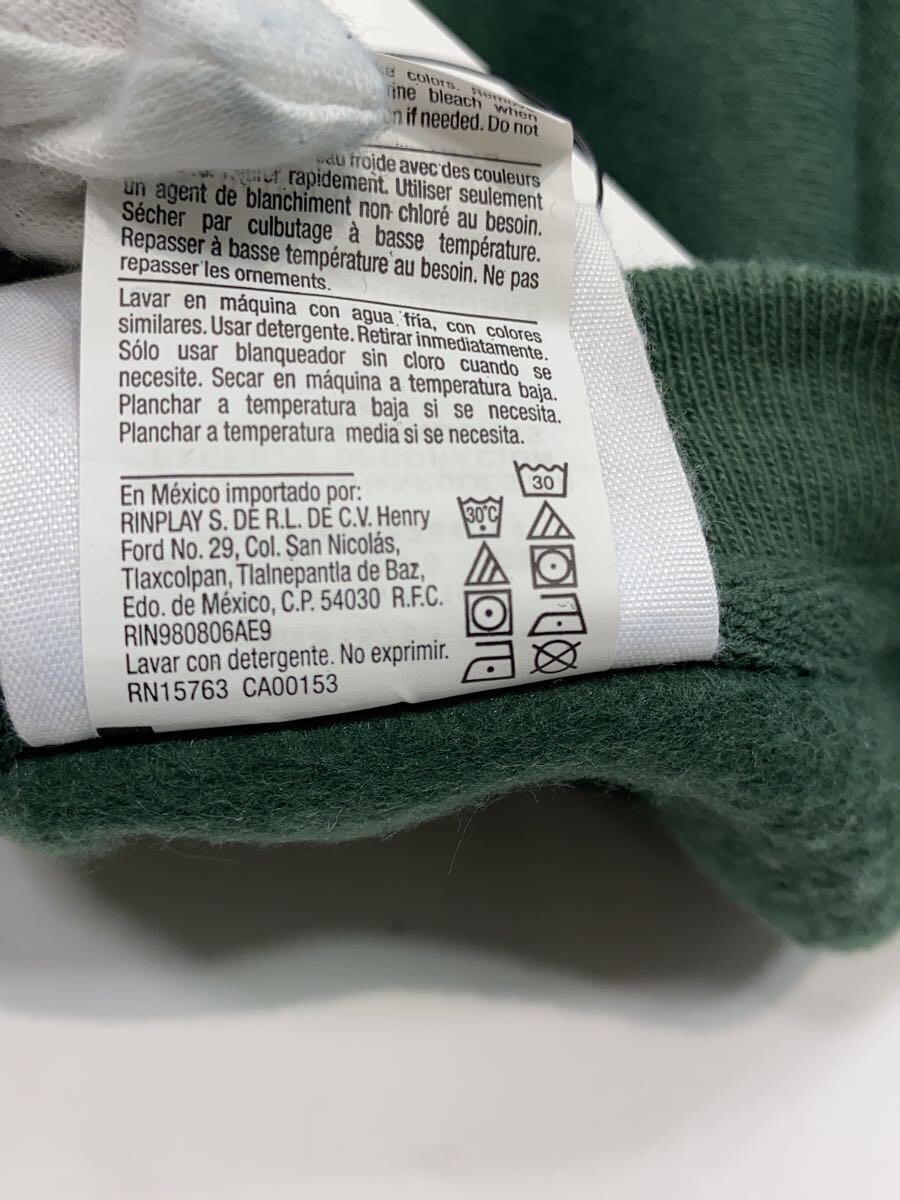 colors.
bleach when
if needed. Do not
froide avec des couleurs
rapidement. Utiliser seulement
un agent de blanchiment non chloré au besoin.
Sécher par culbutage à basse température.
Repasser à basse température au besoin. Ne pas
repasser les ornements.
Lavar en máquina con agua fría, con colores
similares. Usar detergente. Retirar inmediatamente.
Sólo usar blanqueador sin cloro cuando se
necesite. Secar en máquina a temperatura baja.
Planchar a temperatura baja si se necesita.
Planchar a temperatura media si se necesita.
En México importado por:
RINPLAY S. DE R.L. DE C.V. Henry
Ford No. 29, Col. San Nicolás,
Tlaxcolpan, Tlalnepantla de Baz,
Edo. de México, C.P. 54030 R.F.C.
RIN980806AE9
Lavar con detergente. No exprimir.
RN15763 CA00153
30
30°C